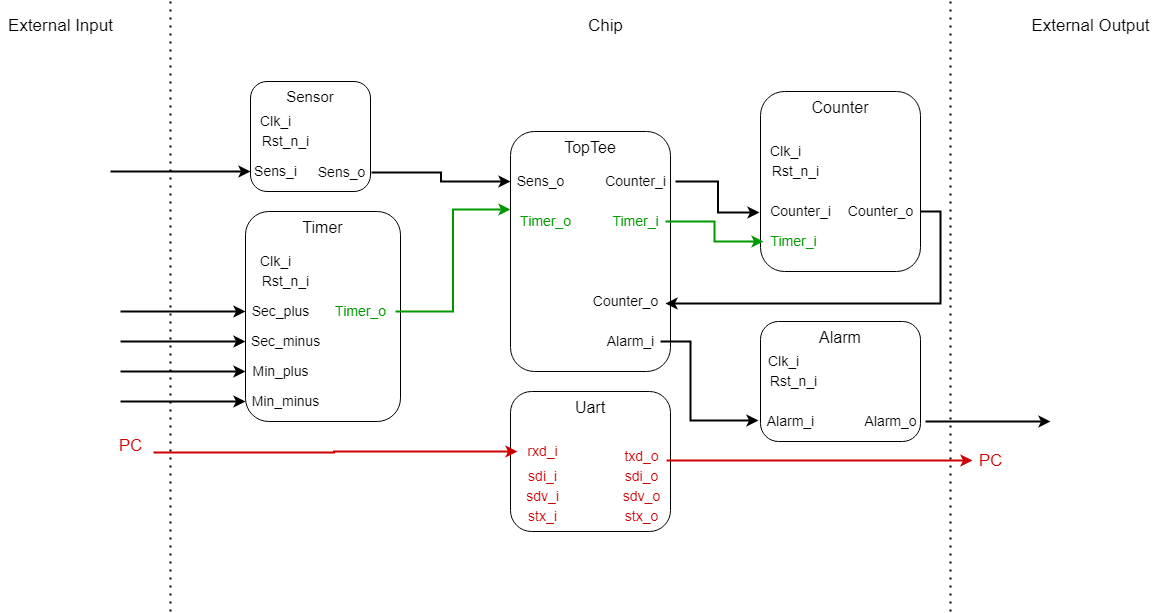 External Input
Chip
External Output
Sensor
Clk_i
Rst_n_i
Sens_i
Sens_o
Timer
Clk_i
Rst_n_i
Sec_plus
Timer_o
Sec_minus
Min_plus
Min_minus
TopTee
Sens_o
Counter_i
Timer_o
Timer_i
Counter_o
Alarm_i
Counter
Clk_i
Rst_n_i
Counter_i
Counter_o
Timer_i
Alarm
Clk_i
Rst_n_i
Alarm_i
Alarm_o
PC
Uart
rxd_i
txd_o
sdi_i
sdi_o
sdv_i
sdv_o
stx_i
stx_o
PC